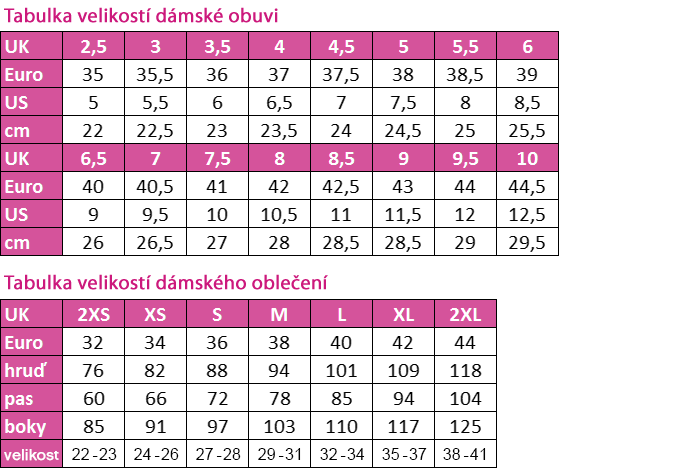 Tabulka velikostí dámské obuvi
UK 2,5 3 3,5 4 4,5 5 5,5 6
Euro 35 35,5 36 37 37,5 38 38,5 39
US 5 5,5 6 6,5 7 7,5 8 8,5
cm 22 22,5 23 23,5 24 24,5 25 25,5
UK 6,5 7 7,5 8 8,5 9 9,5 10
Euro 40 40,5 41 42 42,5 43 44 44,5
US 9 9,5 10 10,5 11 11,5 12 12,5
cm 26 26,5 27 28 28,5 28,5 29 29,5
Tabulka velikostí dámského oblečení
UK 2XS XS S M L XL 2XL
Euro 32 34 36 38 40 42 44
hruď 76 82 88 94 101 109 118
pas 60 66 72 78 85 94 104
boky 85 91 97 103 110 117 125
velikost 22-23 24-26 27-28 29-31 32-34 35-37 38-41